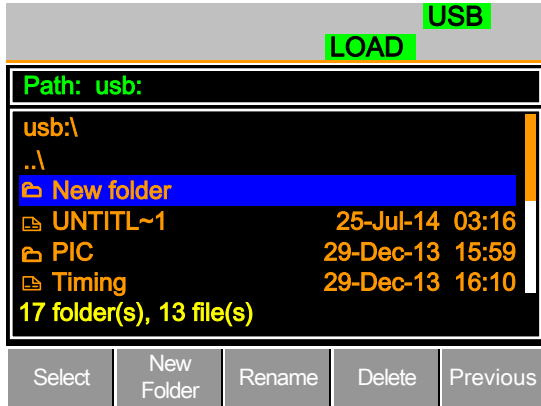 USB
LOAD
Path: usb:
usb:\
..\
New folder
UNTITL~1 25-Jul-14 03:16
PIC 29-Dec-13 15:59
Timing 29-Dec-13 16:10
17 folder(s), 13 file(s)
Select
New
Folder
Rename
Delete
Previous